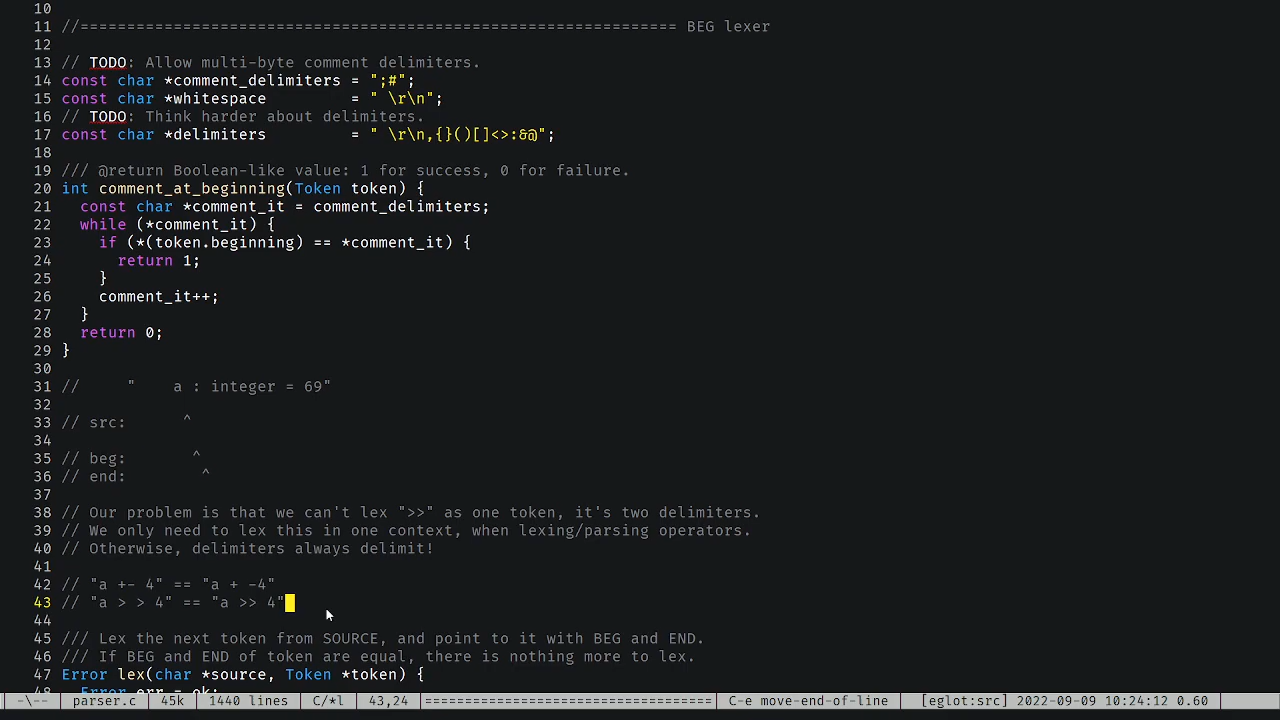 10
11 //================================================================ BEG lexer
12
13 // TODO: Allow multi-byte comment delimiters.
14 const char *comment_delimiters = ";#";
15 const char *whitespace         = " \r\n";
16 // TODO: Think harder about delimiters.
17 const char *delimiters         = " \r\n,{}()[]<>:&@";
18
19 /// @return Boolean-like value: 1 for success, 0 for failure.
20 int comment_at_beginning(Token token) {
21   const char *comment_it = comment_delimiters;
22   while (*comment_it) {
23     if (*(token.beginning) == *comment_it) {
24       return 1;
25     }
26     comment_it++;
27   }
28   return 0;
29 }
30
31 //     "    a : integer = 69"
32
33 // src:      ^
34
35 // beg:       ^
36 // end:        ^
37
38 // Our problem is that we can't lex ">>" as one token, it's two delimiters.
39 // We only need to lex this in one context, when lexing/parsing operators.
40 // Otherwise, delimiters always delimit!
41
42 // "a +- 4" == "a + -4"
43 // "a > > 4" == "a >> 4"
44
45 /// Lex the next token from SOURCE, and point to it with BEG and END.
46 /// If BEG and END of token are equal, there is nothing more to lex.
47 Error lex(char *source, Token *token) {
48   Error err = ok;
-\-- parser.c 45k 1440 lines C/*l 43,24 =============================== C-e move-end-of-line [eglot:src] 2022-09-09 10:24:12 0.60